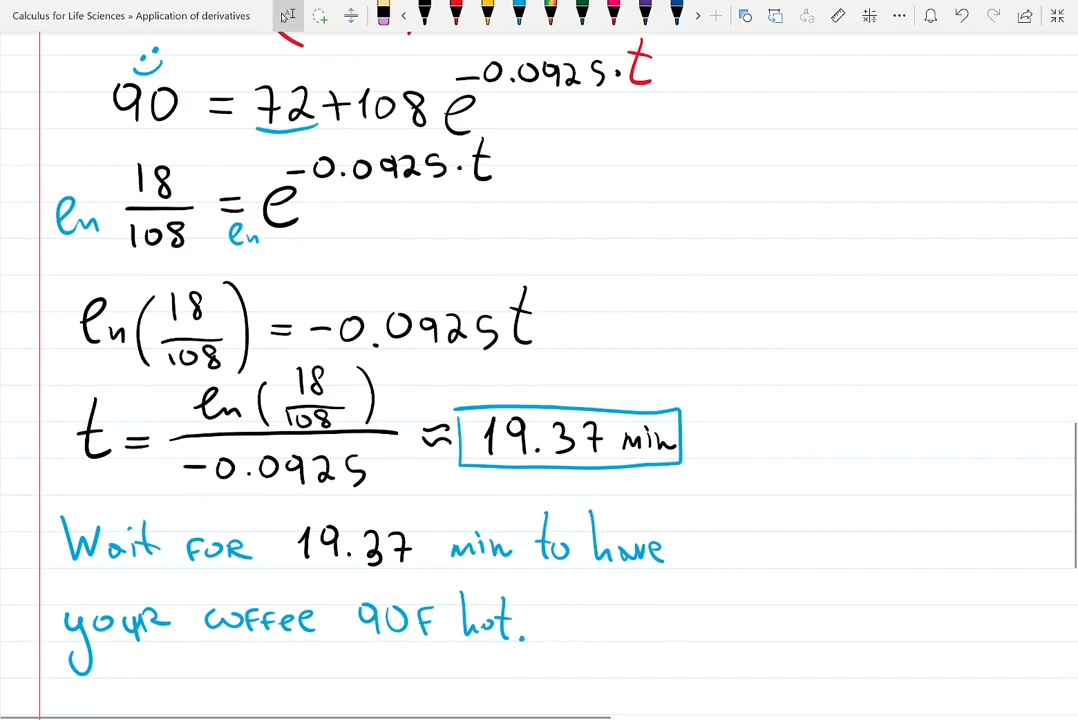 Calculus for Life Sciences » Application of derivatives
90 = 72+108 e^-0.0925·t
ln 18/108 = ln e^-0.0925·t
ln(18/108) = -0.0925t
t = ln(18/108)/-0.0925 ≈ 19.37 min
Wait FOR 19.37 min to have
your coffee 90F hot.